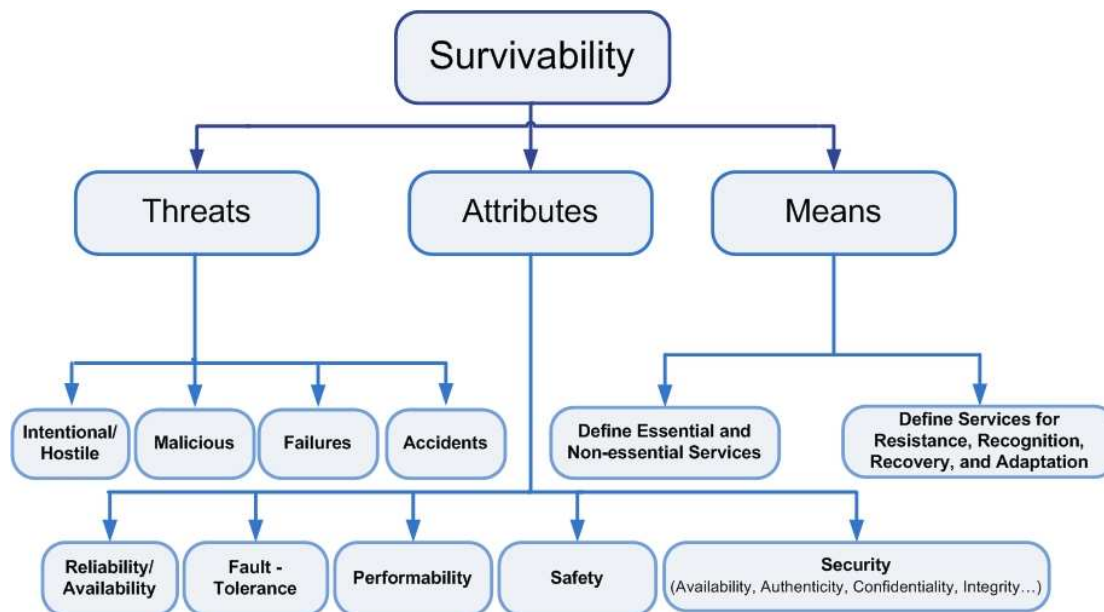 Survivability
Threats
Attributes
Means
Intentional/
Hostile
Malicious
Failures
Accidents
Define Essential and
Non-essential Services
Define Services for
Resistance, Recognition,
Recovery, and Adaptation
Reliability/
Availability
Fault -
Tolerance
Performability
Safety
Security
(Availability, Authenticity, Confidentiality, Integrity…)